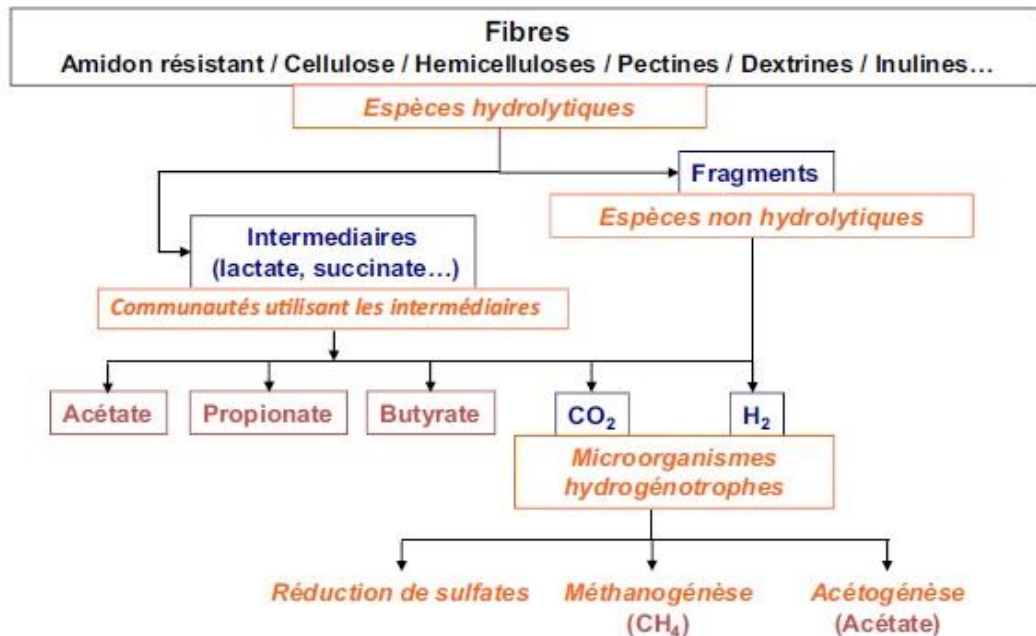 Fibres
Amidon résistant / Cellulose / Hemicelluloses / Pectines / Dextrines / Inulines…
Espèces hydrolytiques
Fragments
Espèces non hydrolytiques
Intermediaires
(lactate, succinate…)
Communautés utilisant les intermédiaires
Acétate
Propionate
Butyrate
CO₂
H₂
Microorganismes
hydrogénotrophes
Réduction de sulfates
Méthanogénèse
(CH₄)
Acétogénèse
(Acétate)